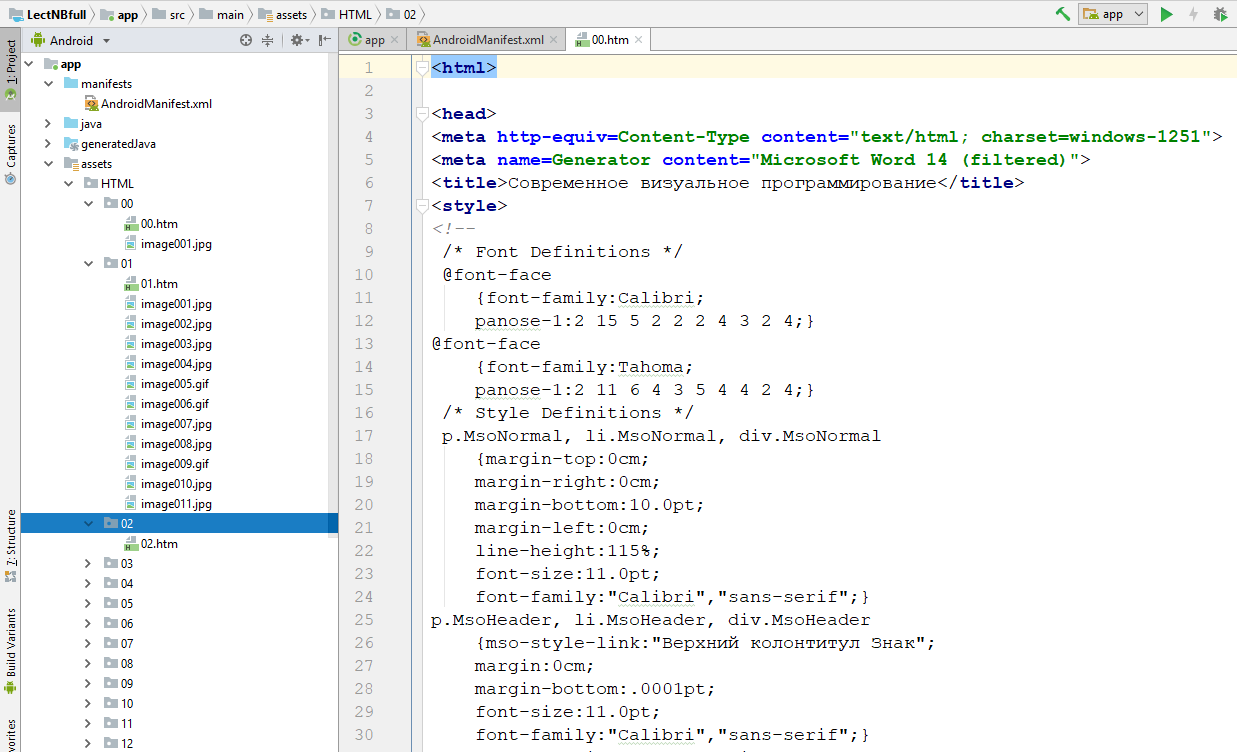 LectNBfull app src main assets HTML 02
app
Android
app AndroidManifest.xml 00.htm
1: Project
Captures
7: Structure
Build Variants
vorites
app
manifests
AndroidManifest.xml
java
generatedJava
assets
HTML
00
00.htm
image001.jpg
01
01.htm
image001.jpg
image002.jpg
image003.jpg
image004.jpg
image005.gif
image006.gif
image007.jpg
image008.jpg
image009.gif
image010.jpg
image011.jpg
02
02.htm
03
04
05
06
07
08
09
10
11
12
1 <html>
2
3 <head>
4 <meta http-equiv=Content-Type content="text/html; charset=windows-1251">
5 <meta name=Generator content="Microsoft Word 14 (filtered)">
6 <title>Современное визуальное программирование</title>
7 <style>
8 <!--
9 /* Font Definitions */
10 @font-face
11 {font-family:Calibri;
12 panose-1:2 15 5 2 2 2 4 3 2 4;}
13 @font-face
14 {font-family:Tahoma;
15 panose-1:2 11 6 4 3 5 4 4 2 4;}
16 /* Style Definitions */
17 p.MsoNormal, li.MsoNormal, div.MsoNormal
18 {margin-top:0cm;
19 margin-right:0cm;
20 margin-bottom:10.0pt;
21 margin-left:0cm;
22 line-height:115%;
23 font-size:11.0pt;
24 font-family:"Calibri","sans-serif";}
25 p.MsoHeader, li.MsoHeader, div.MsoHeader
26 {mso-style-link:"Верхний колонтитул Знак";
27 margin:0cm;
28 margin-bottom:.0001pt;
29 font-size:11.0pt;
30 font-family:"Calibri","sans-serif";}